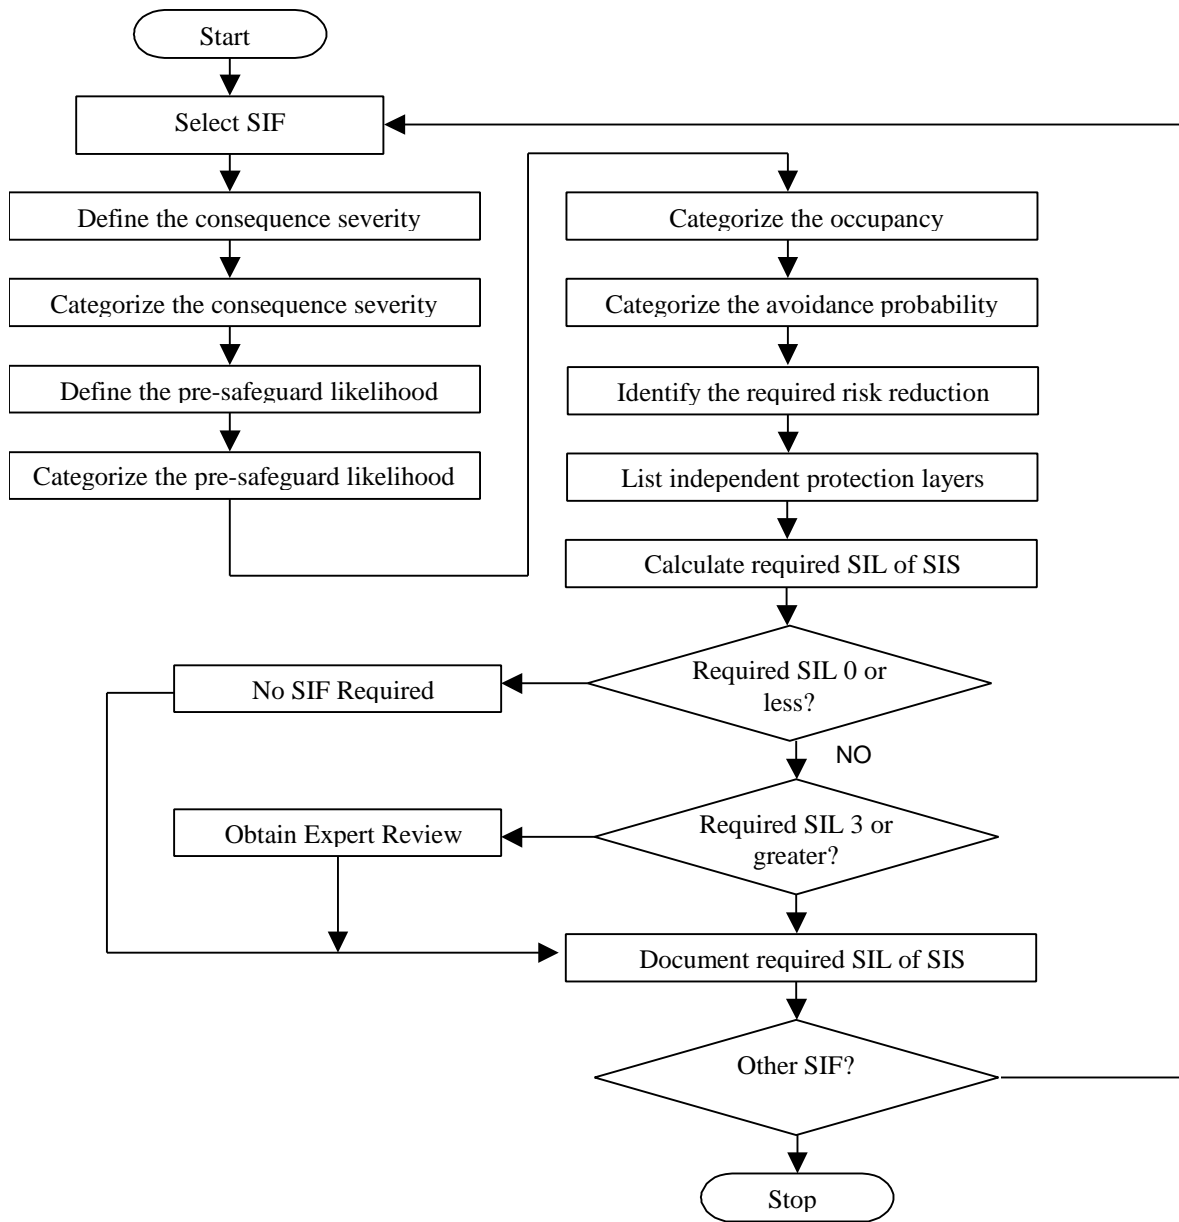 Start
Select SIF
Define the consequence severity
Categorize the consequence severity
Define the pre-safeguard likelihood
Categorize the pre-safeguard likelihood
Categorize the occupancy
Categorize the avoidance probability
Identify the required risk reduction
List independent protection layers
Calculate required SIL of SIS
Required SIL 0 or
less?
No SIF Required
NO
Required SIL 3 or
greater?
Obtain Expert Review
Document required SIL of SIS
Other SIF?
Stop